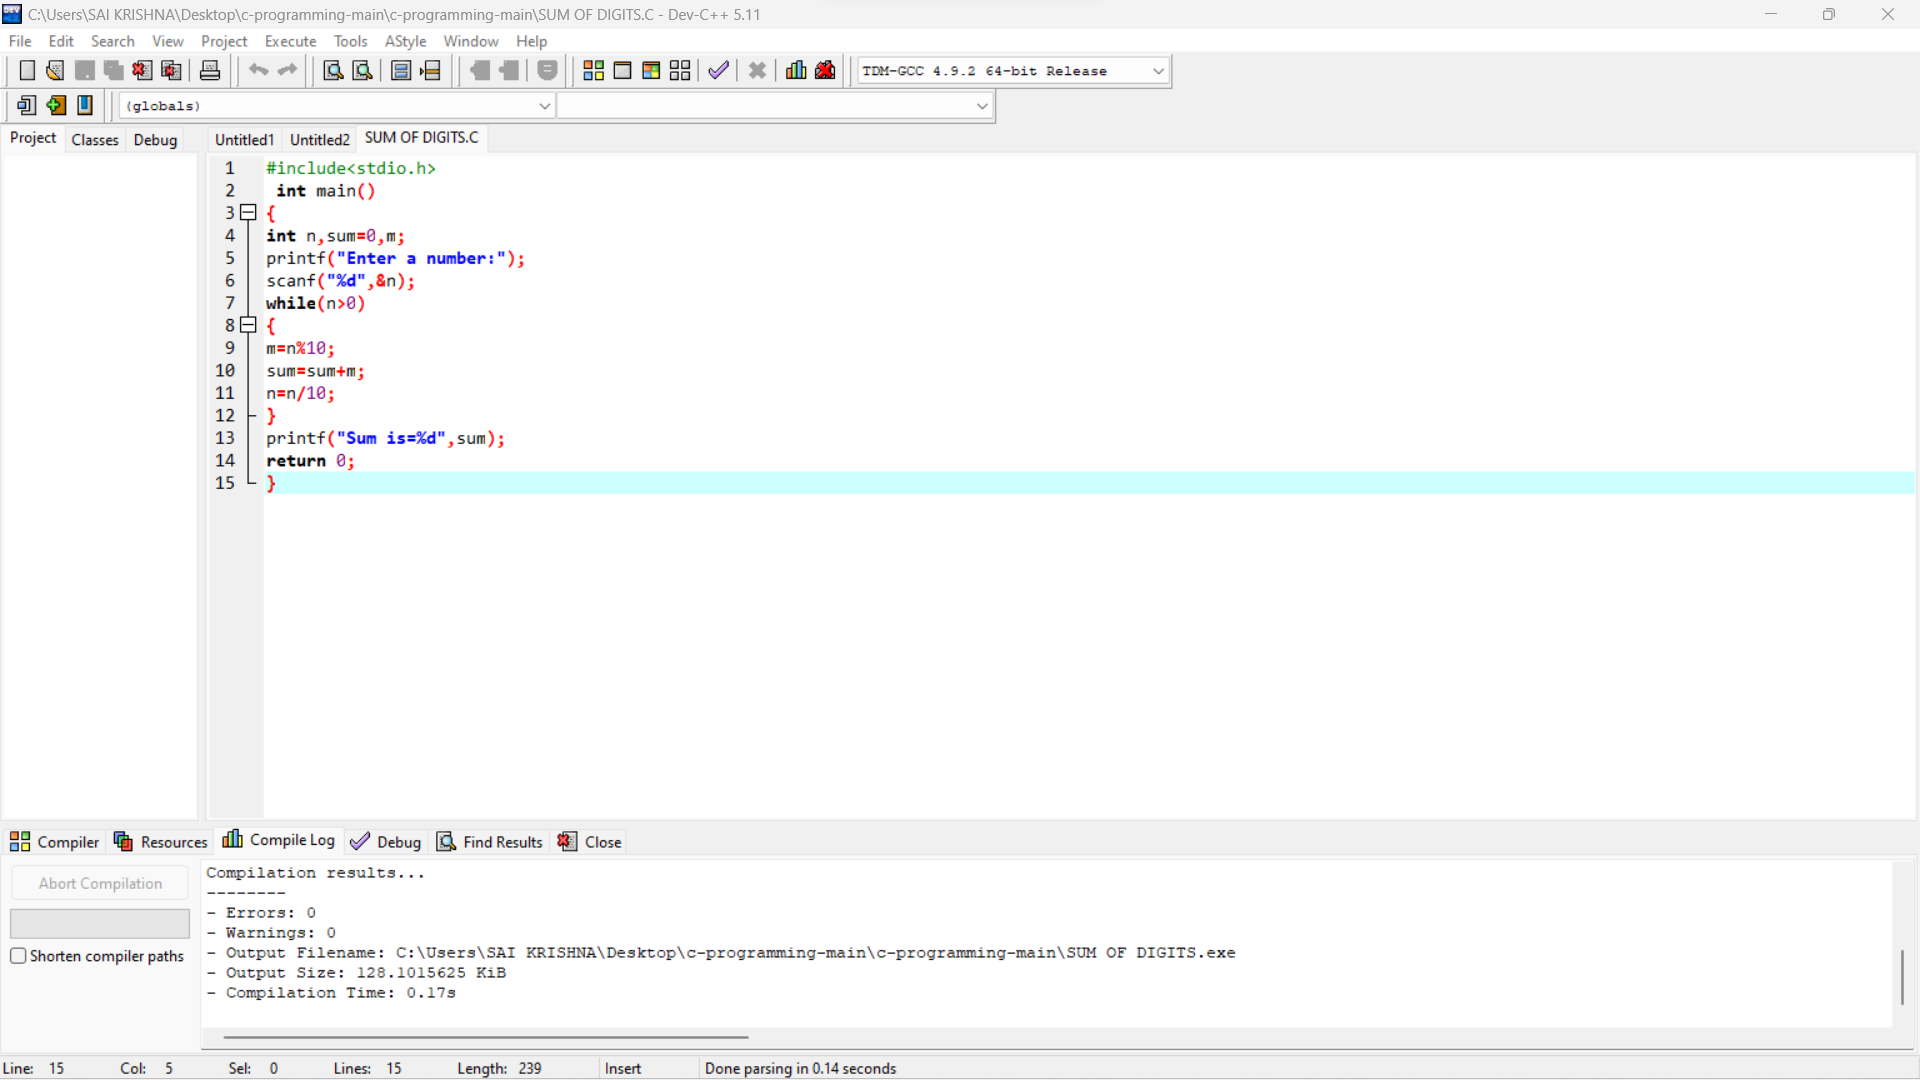 C:\Users\SAI KRISHNA\Desktop\c-programming-main\c-programming-main\SUM OF DIGITS.C - Dev-C++ 5.11
File Edit Search View Project Execute Tools AStyle Window Help
TDM-GCC 4.9.2 64-bit Release
(globals)
Project Classes Debug Untitled1 Untitled2 SUM OF DIGITS.C
1 #include<stdio.h>
2 int main()
3 {
4 int n,sum=0,m;
5 printf("Enter a number:");
6 scanf("%d",&n);
7 while(n>0)
8 {
9 m=n%10;
10 sum=sum+m;
11 n=n/10;
12 }
13 printf("Sum is=%d",sum);
14 return 0;
15 }
Compiler Resources Compile Log Debug Find Results Close
Abort Compilation
Shorten compiler paths
Compilation results...
--------
- Errors: 0
- Warnings: 0
- Output Filename: C:\Users\SAI KRISHNA\Desktop\c-programming-main\c-programming-main\SUM OF DIGITS.exe
- Output Size: 128.1015625 KiB
- Compilation Time: 0.17s
Line: 15 Col: 5 Sel: 0 Lines: 15 Length: 239 Insert Done parsing in 0.14 seconds